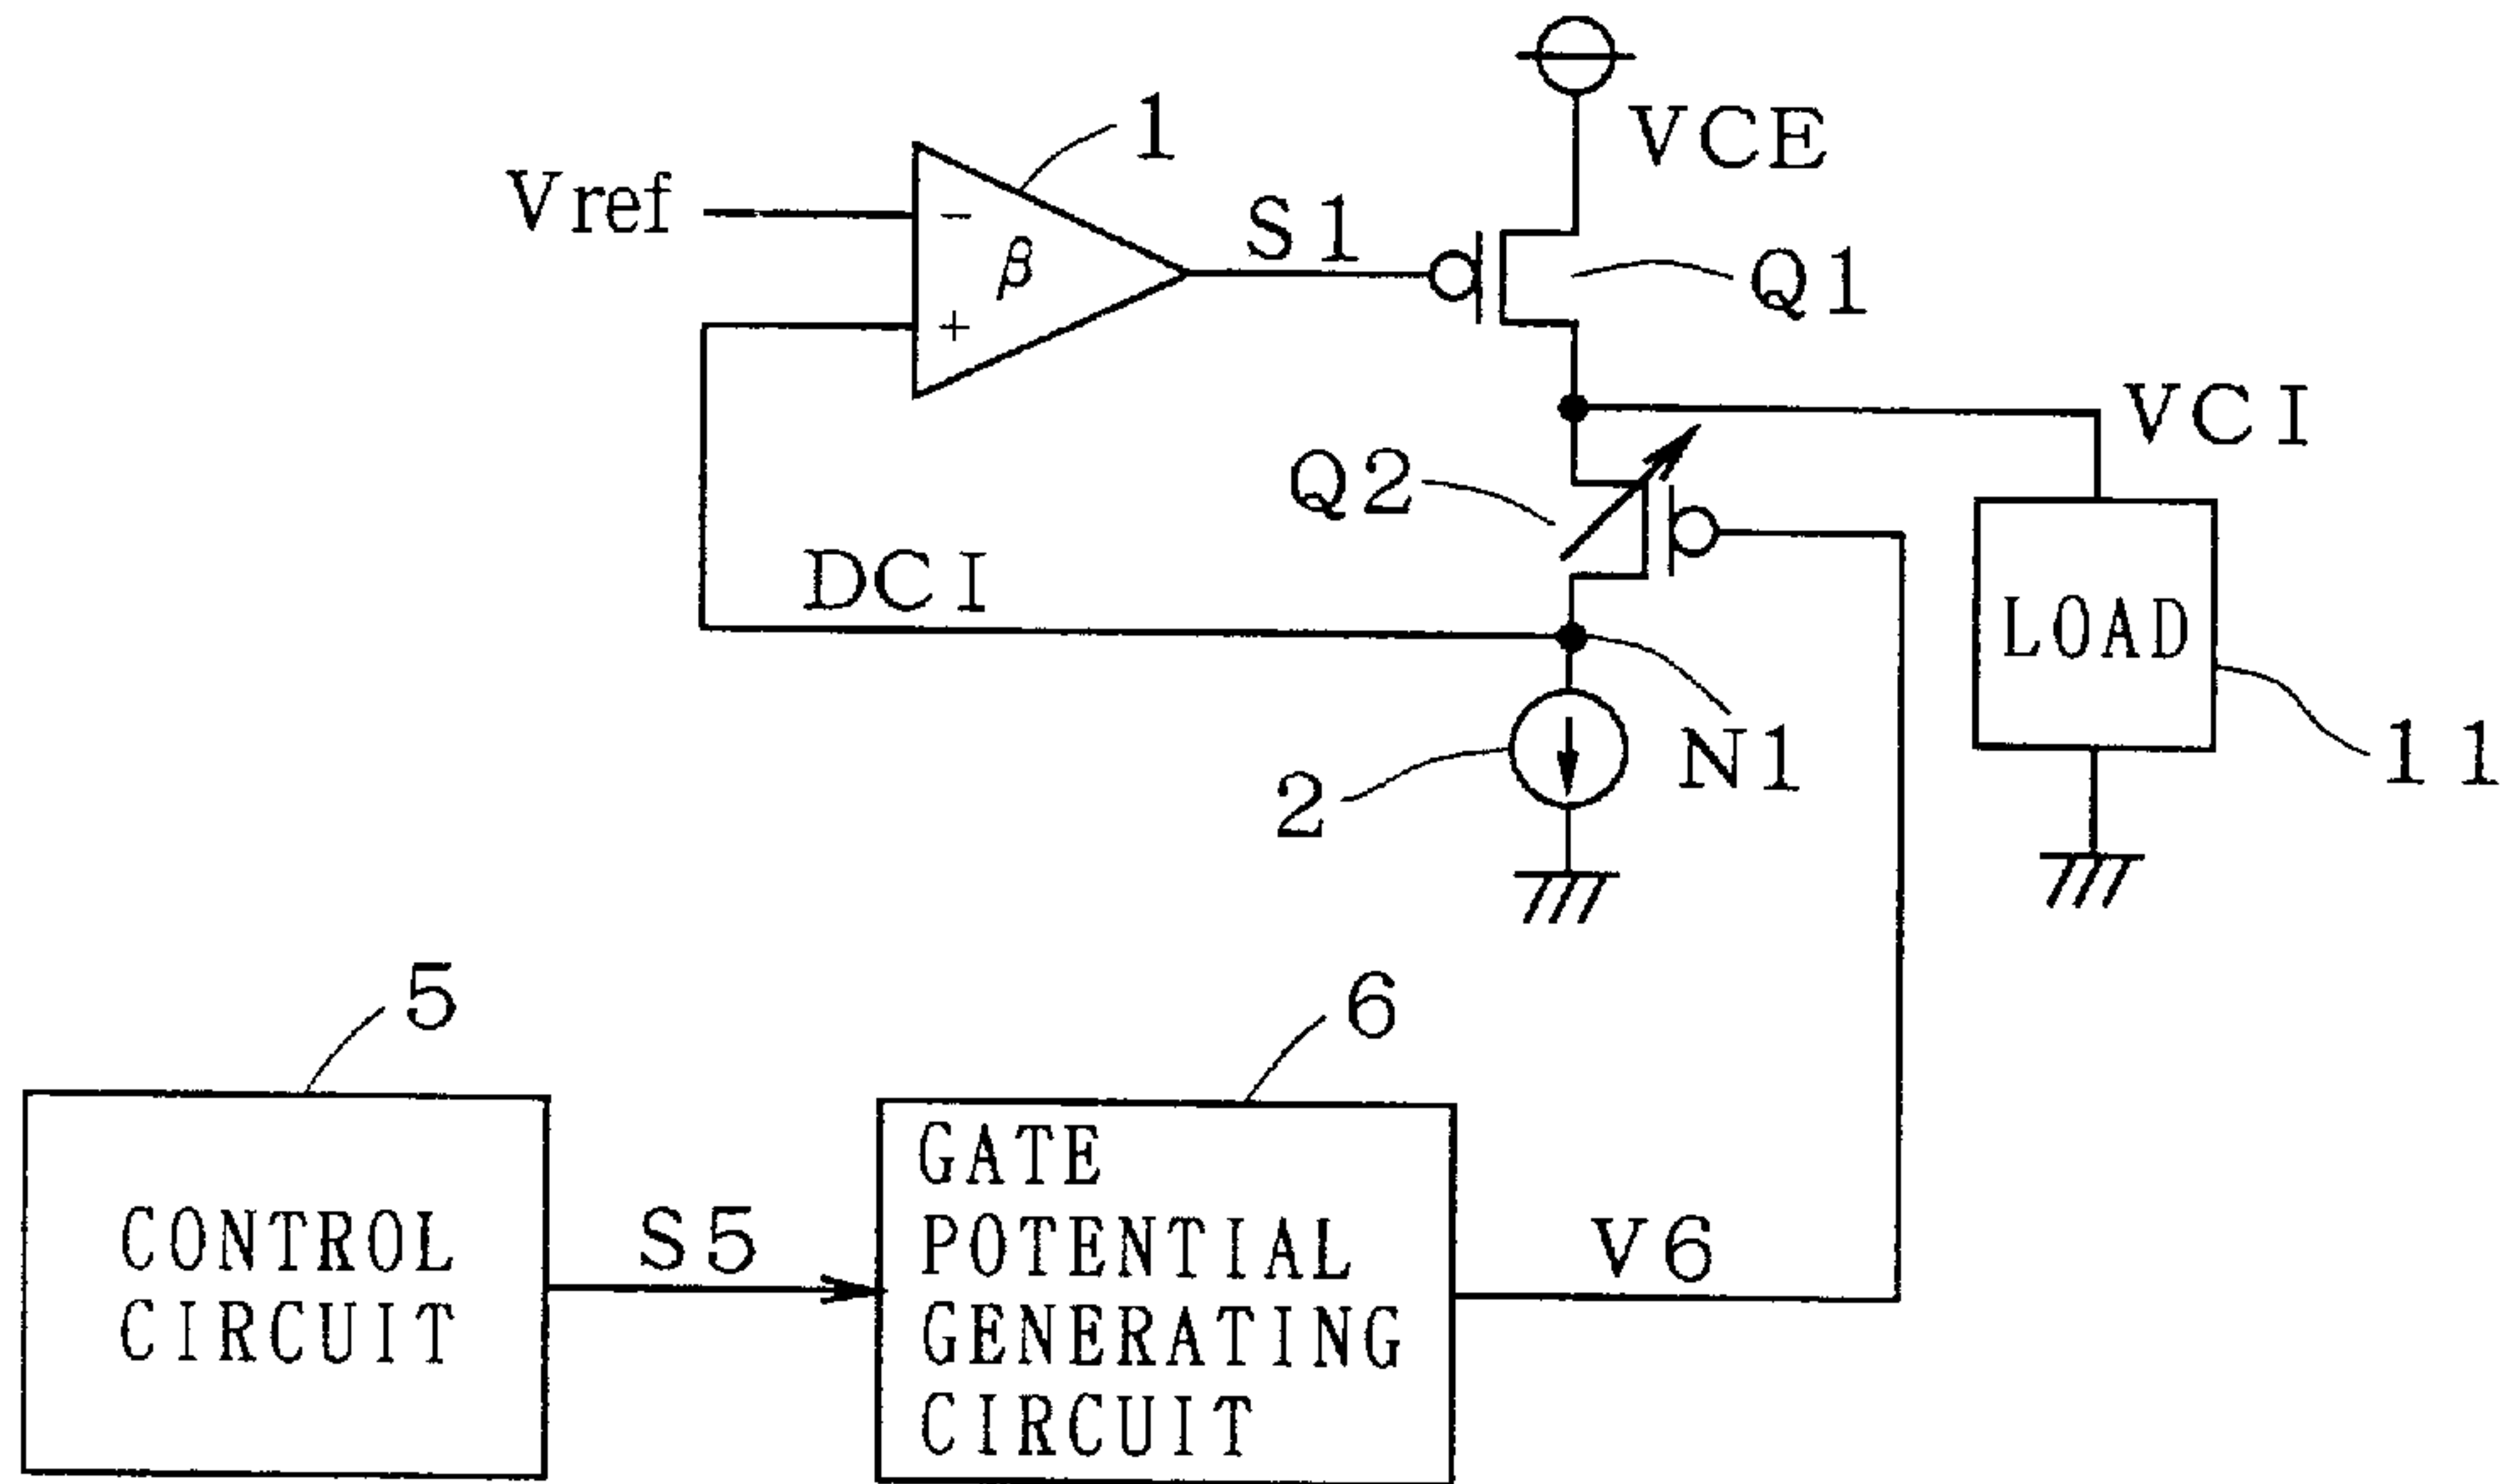 1
VCE
Vref
S1
−
β
+
Q1
VCI
Q2
DCI
LOAD
N1
11
2
5
6
CONTROL
CIRCUIT
S5
GATE
POTENTIAL
GENERATING
CIRCUIT
V6